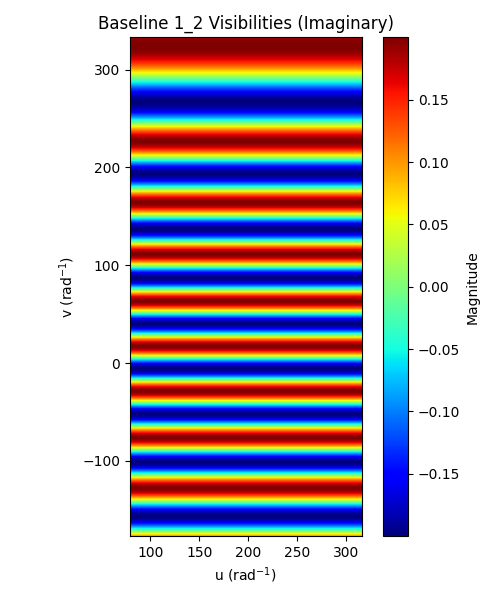 Baseline 1_2 Visibilities (Imaginary)
300
200
100
0
−100
v (rad⁻¹)
100 150 200 250 300
u (rad⁻¹)
0.15
0.10
0.05
0.00
−0.05
−0.10
−0.15
Magnitude